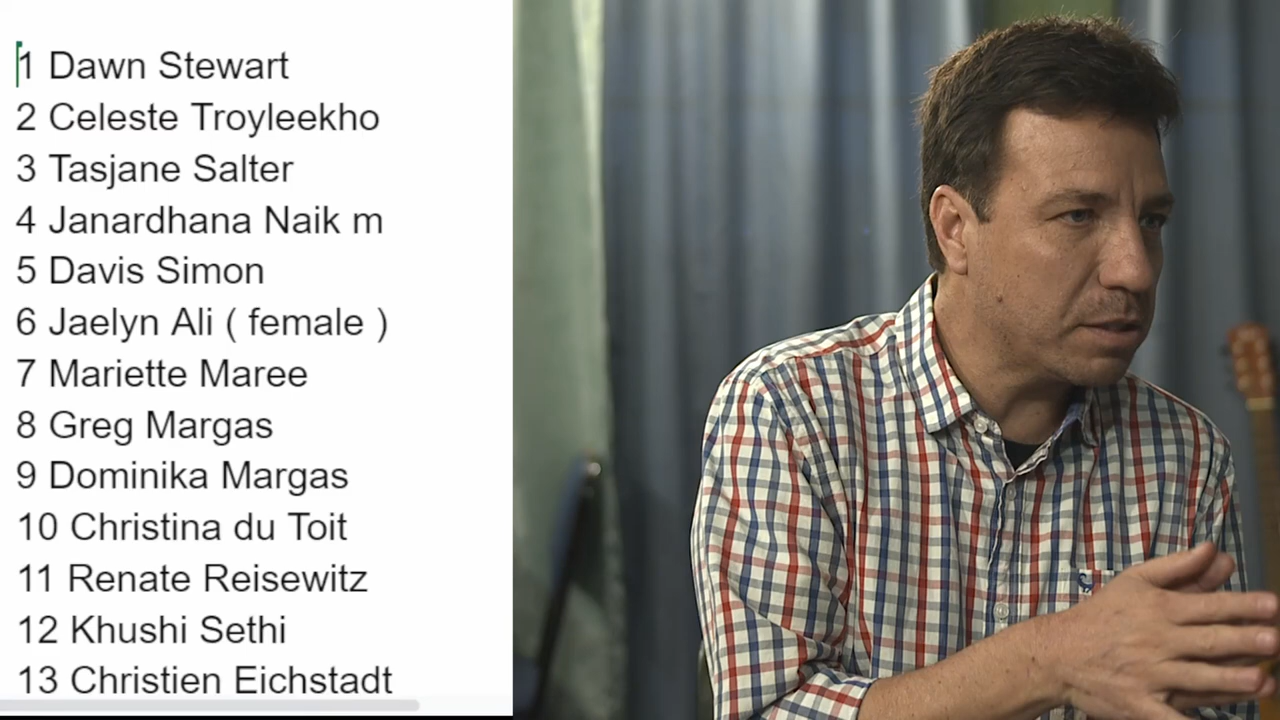 1 Dawn Stewart
2 Celeste Troyleekho
3 Tasjane Salter
4 Janardhana Naik m
5 Davis Simon
6 Jaelyn Ali ( female )
7 Mariette Maree
8 Greg Margas
9 Dominika Margas
10 Christina du Toit
11 Renate Reisewitz
12 Khushi Sethi
13 Christien Eichstadt